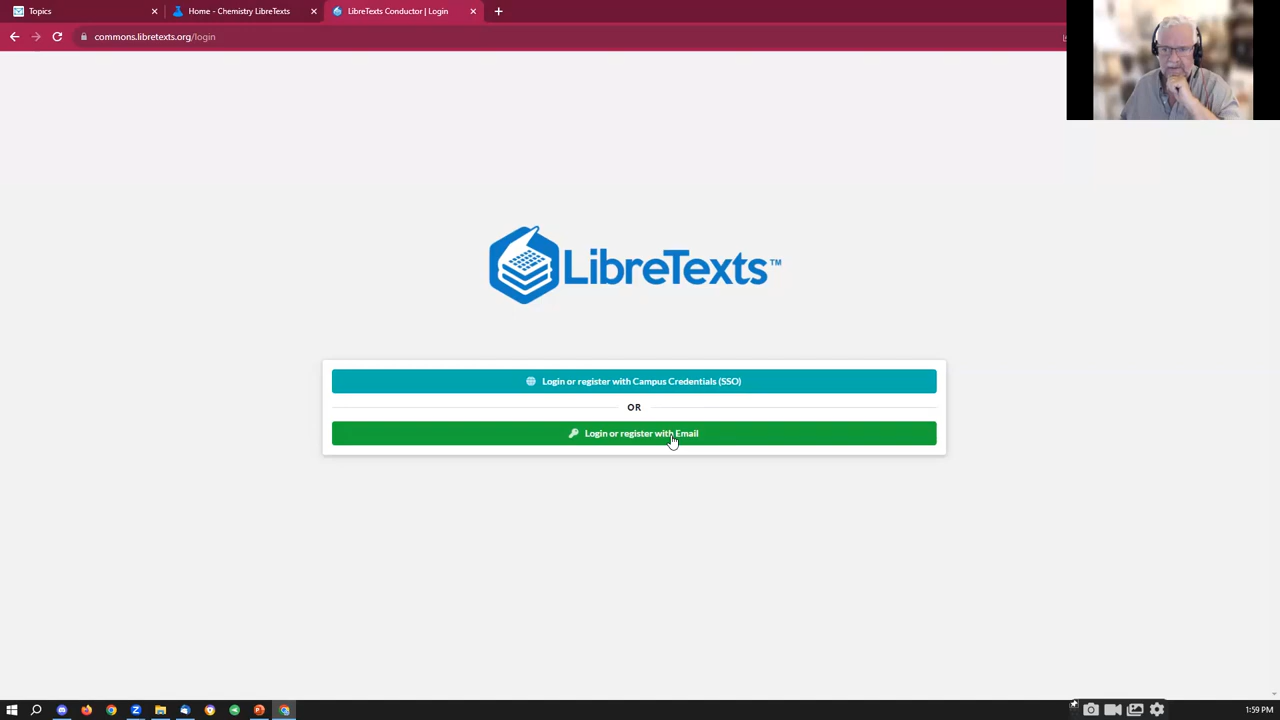 Topics
Home - Chemistry LibreTexts
LibreTexts Conductor | Login
commons.libretexts.org/login
LibreTexts™
Login or register with Campus Credentials (SSO)
OR
Login or register with Email
1:59 PM